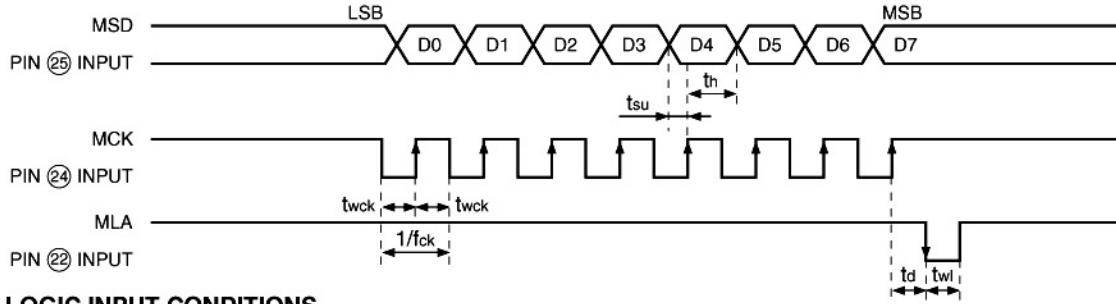 LSB MSB
MSD D0 D1 D2 D3 D4 D5 D6 D7
PIN ㉕ INPUT
th
tsu
MCK
PIN ㉔ INPUT
twck twck
MLA
1/fck
PIN ㉒ INPUT
td twl
LOGIC INPUT CONDITIONS